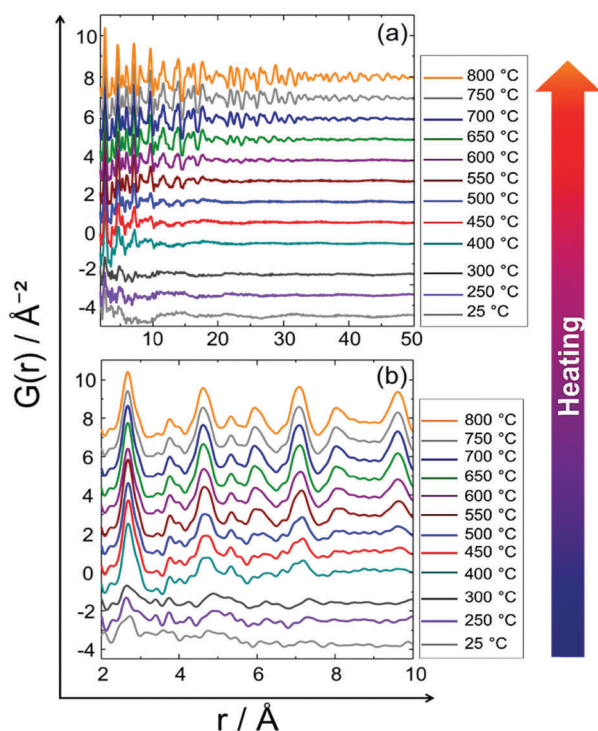 G(r) / Å⁻²
(a)
10
8
6
4
2
0
-2
-4
10
20
30
40
50
800 °C
750 °C
700 °C
650 °C
600 °C
550 °C
500 °C
450 °C
400 °C
300 °C
250 °C
25 °C
(b)
10
8
6
4
2
0
-2
-4
2
4
6
8
10
800 °C
750 °C
700 °C
650 °C
600 °C
550 °C
500 °C
450 °C
400 °C
300 °C
250 °C
25 °C
r / Å
Heating